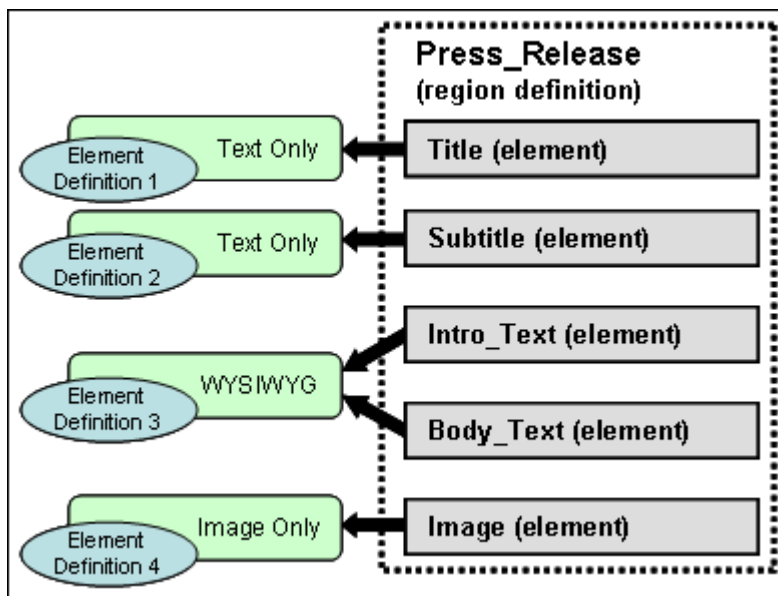 Press_Release
(region definition)
Text Only
Element
Definition 1
Title (element)
Text Only
Element
Definition 2
Subtitle (element)
WYSIWYG
Element
Definition 3
Intro_Text (element)
Body_Text (element)
Image Only
Element
Definition 4
Image (element)